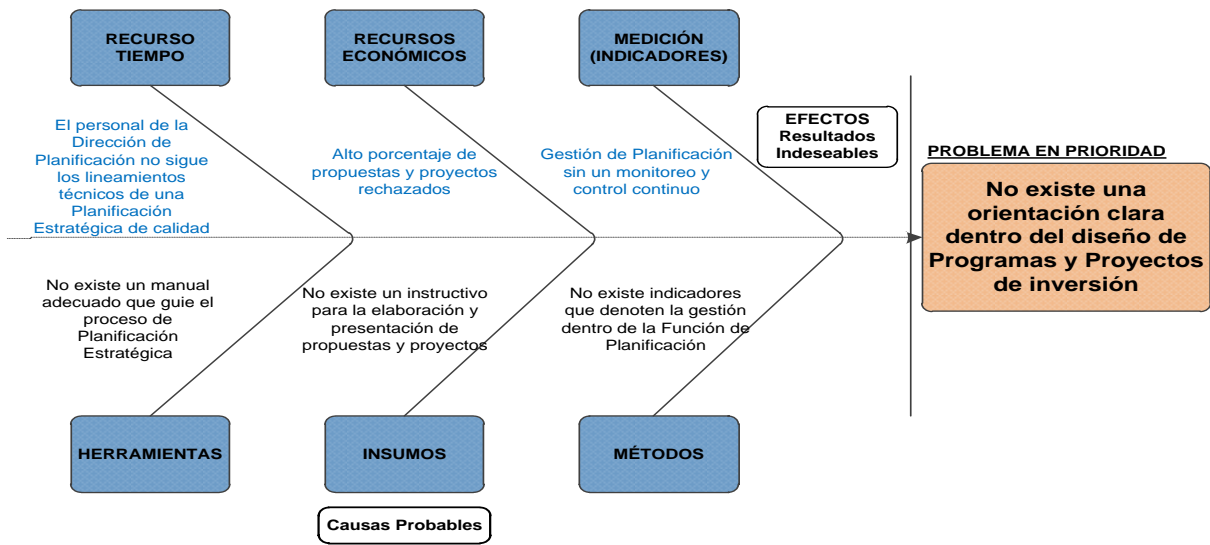 RECURSO
TIEMPO
RECURSOS
ECONÓMICOS
MEDICIÓN
(INDICADORES)
El personal de la
Dirección de
Planificación no sigue
los lineamientos
técnicos de una
Planificación
Estratégica de calidad
Alto porcentaje de
propuestas y proyectos
rechazados
Gestión de Planificación
sin un monitoreo y
control continuo
EFECTOS
Resultados
Indeseables
PROBLEMA EN PRIORIDAD
No existe una
orientación clara
dentro del diseño de
Programas y Proyectos
de inversión
No existe un manual
adecuado que guie el
proceso de
Planificación
Estratégica
No existe un instructivo
para la elaboración y
presentación de
propuestas y proyectos
No existe indicadores
que denoten la gestión
dentro de la Función de
Planificación
HERRAMIENTAS
INSUMOS
MÉTODOS
Causas Probables